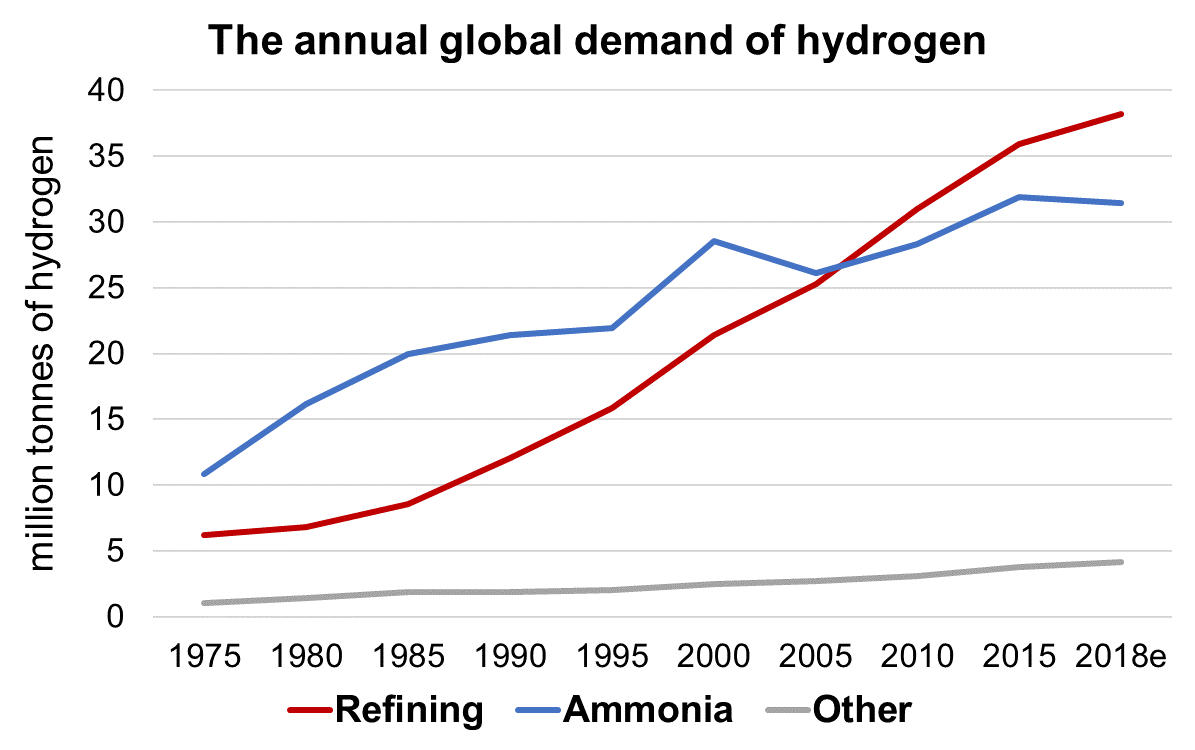 The annual global demand of hydrogen
million tonnes of hydrogen
40
35
30
25
20
15
10
5
0
1975 1980 1985 1990 1995 2000 2005 2010 2015 2018e
Refining Ammonia Other